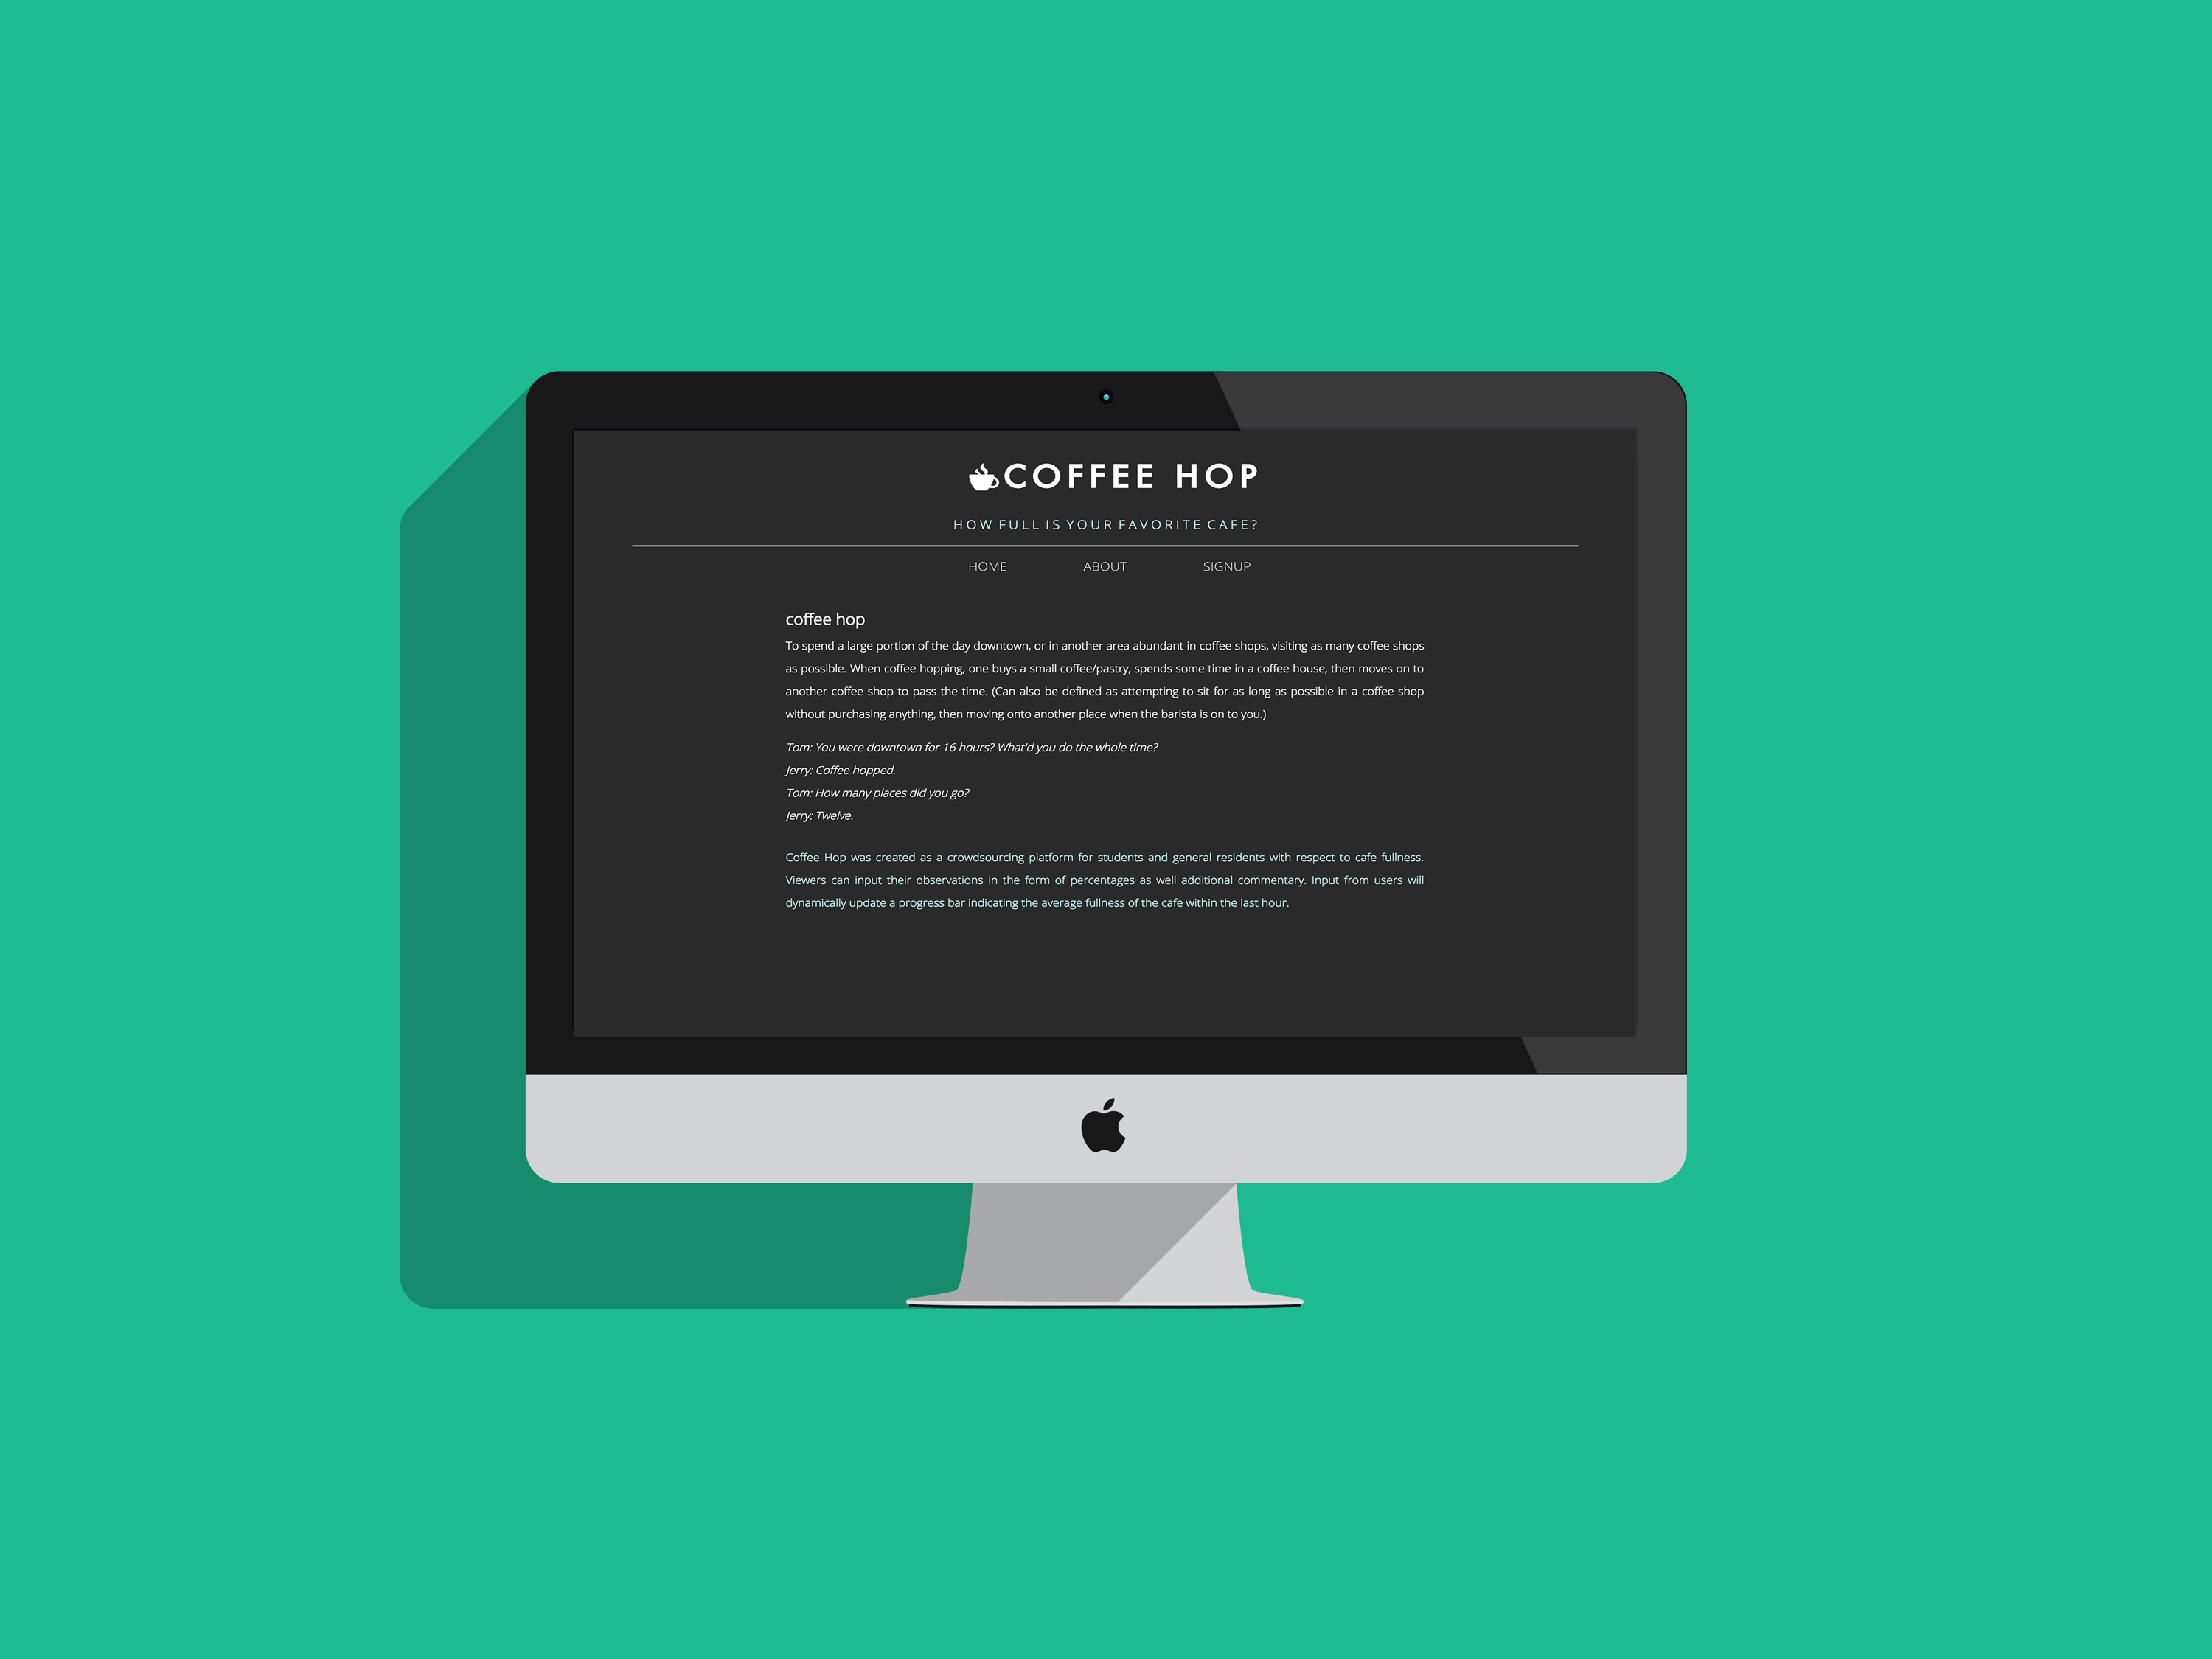 COFFEE HOP
HOW FULL IS YOUR FAVORITE CAFE?
HOME ABOUT SIGNUP
coffee hop
To spend a large portion of the day downtown, or in another area abundant in coffee shops, visiting as many coffee shops
as possible. When coffee hopping, one buys a small coffee/pastry, spends some time in a coffee house, then moves on to
another coffee shop to pass the time. (Can also be defined as attempting to sit for as long as possible in a coffee shop
without purchasing anything, then moving onto another place when the barista is on to you.)
Tom: You were downtown for 16 hours? What'd you do the whole time?
Jerry: Coffee hopped.
Tom: How many places did you go?
Jerry: Twelve.
Coffee Hop was created as a crowdsourcing platform for students and general residents with respect to cafe fullness.
Viewers can input their observations in the form of percentages as well additional commentary. Input from users will
dynamically update a progress bar indicating the average fullness of the cafe within the last hour.